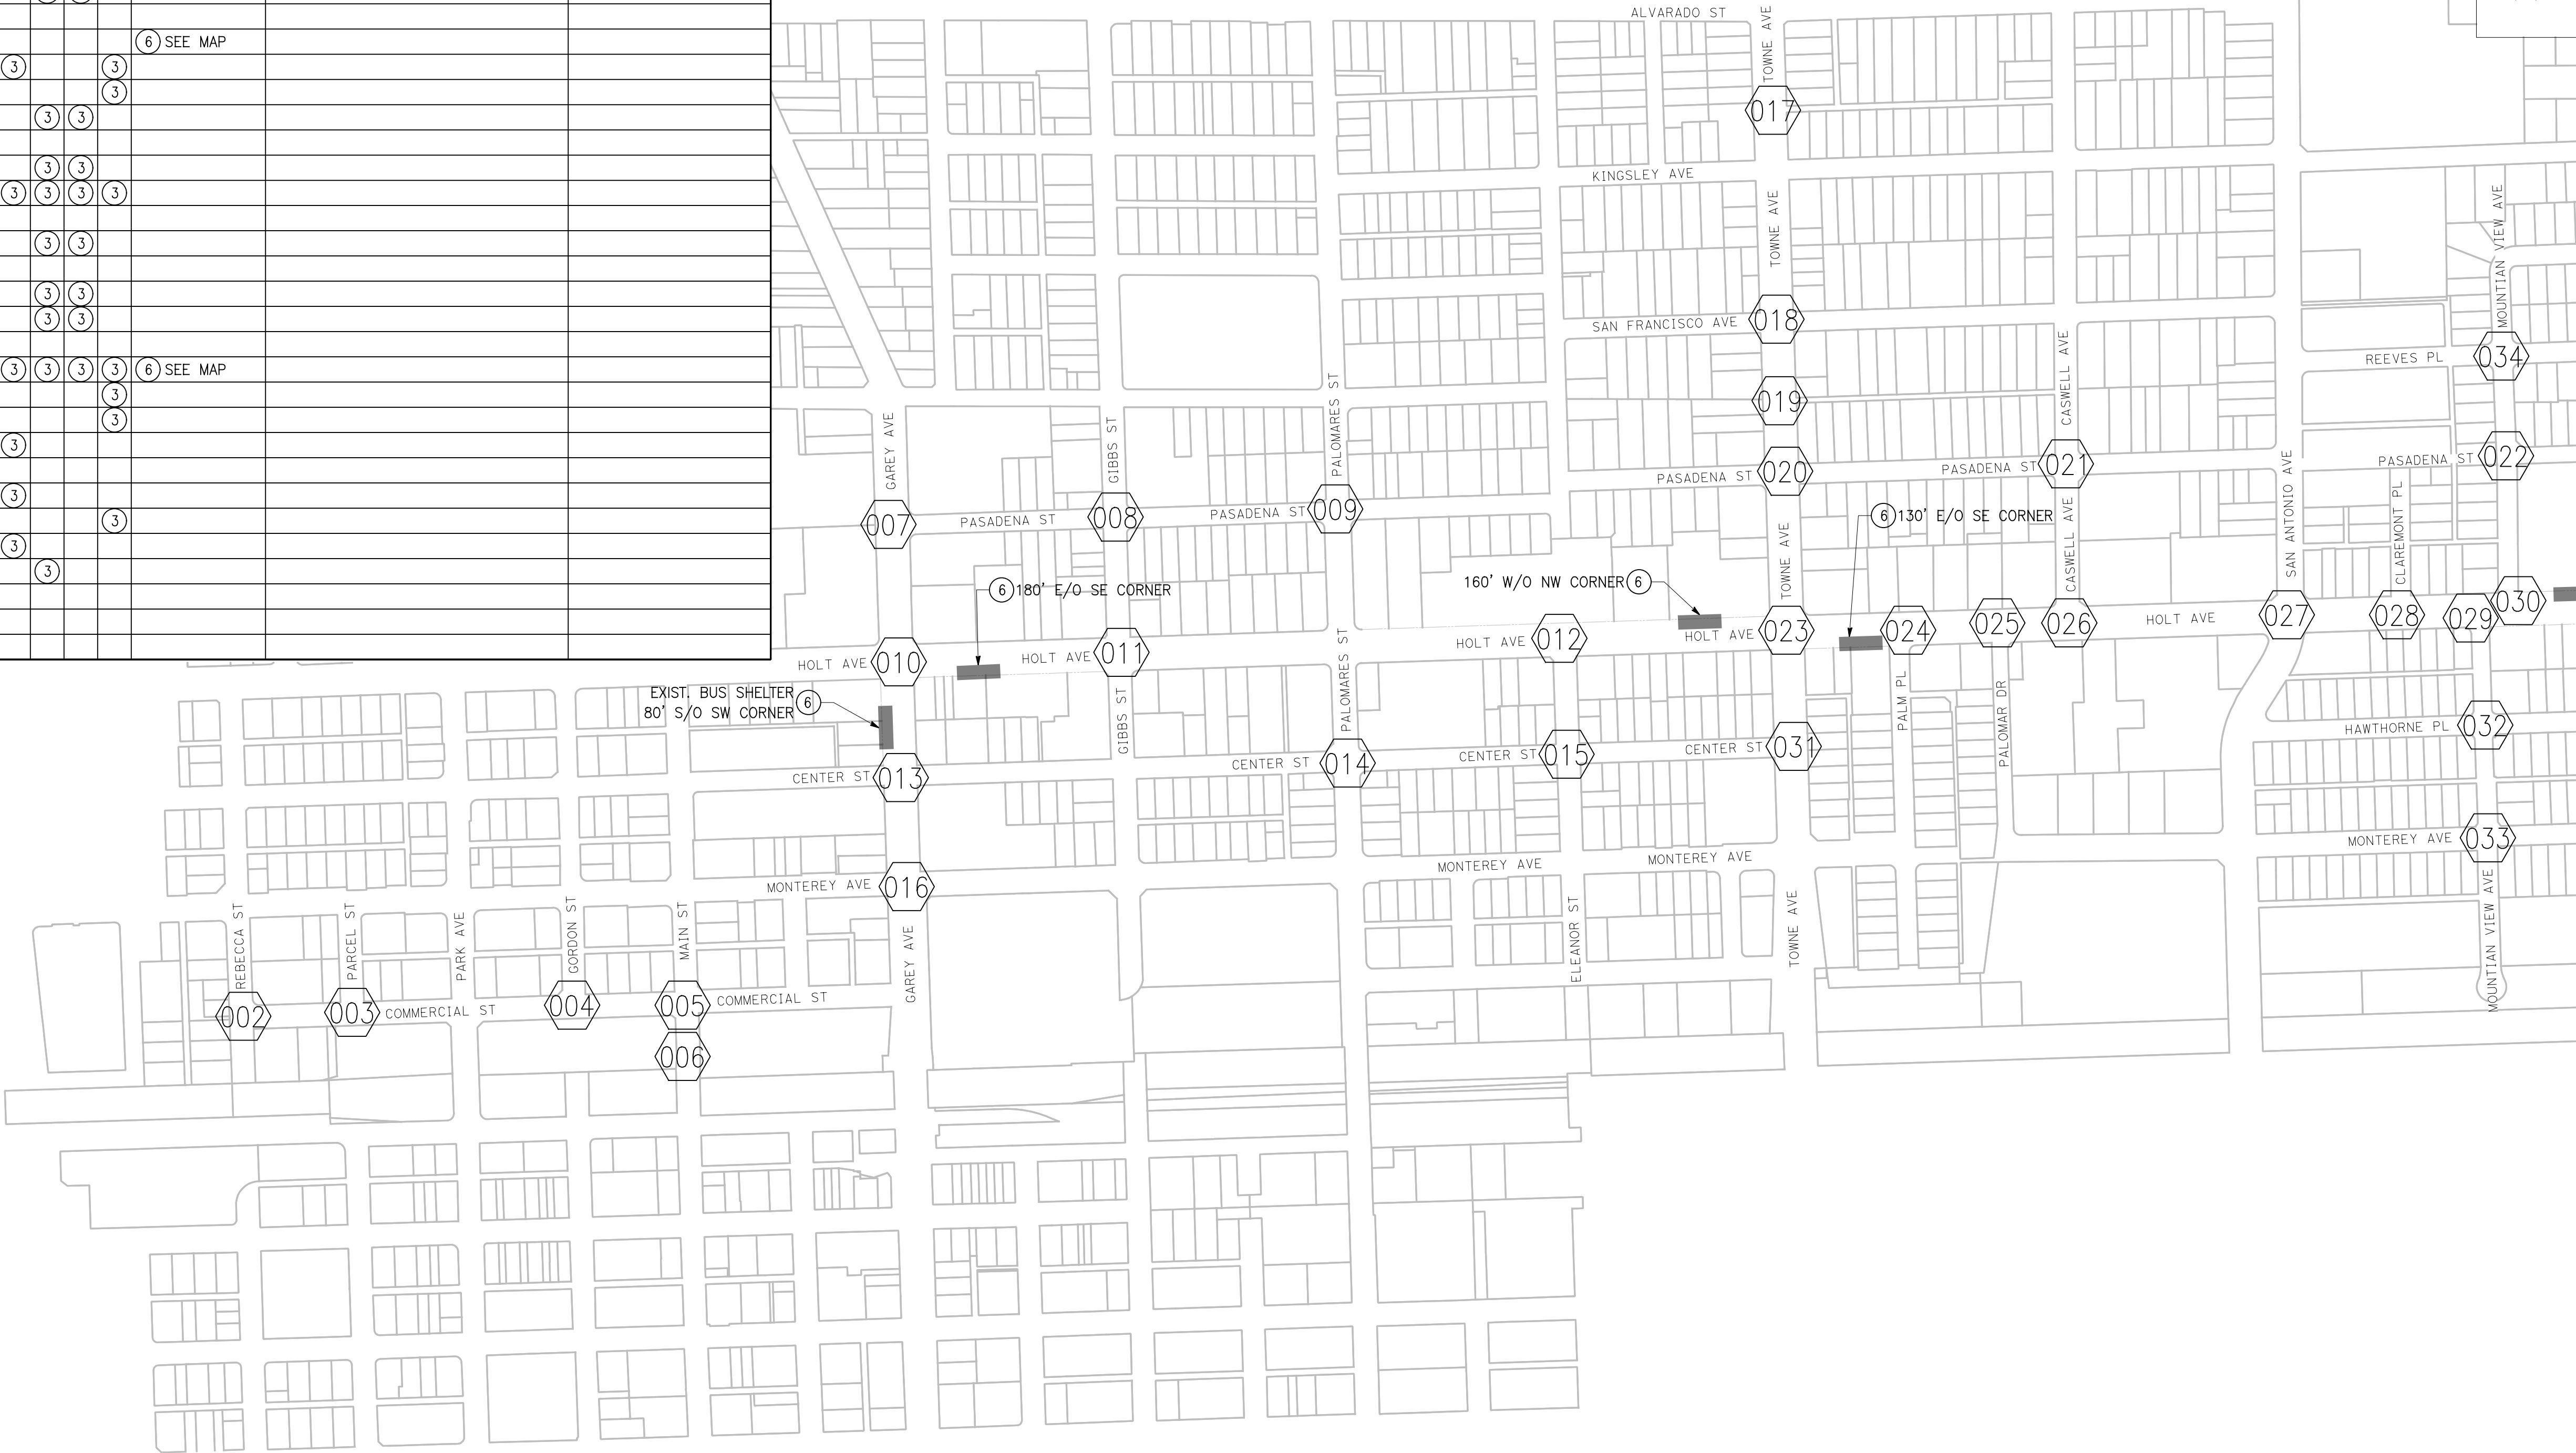 3 3
6 SEE MAP
3 3
3
3 3
3 3
3 3 3 3
3 3
3 3
3 3
3 3 3 3 6 SEE MAP
3
3
3
3
3
3
3
ALVARADO ST
TOWNE AVE
017
KINGSLEY AVE
TOWNE AVE
MOUNTIAN VIEW AVE
SAN FRANCISCO AVE
018
CASWELL AVE
REEVES PL
034
019
GAREY AVE
GIBBS ST
PALOMARES ST
PASADENA ST
020
PASADENA ST
021
SAN ANTONIO AVE
PASADENA ST
022
CLAREMONT PL
007
PASADENA ST
008
PASADENA ST
009
TOWNE AVE
6 130' E/O SE CORNER
CASWELL AVE
6 180' E/O SE CORNER
160' W/O NW CORNER 6
HOLT AVE
010
HOLT AVE
011
HOLT AVE
012
HOLT AVE
023
024
025
026
HOLT AVE
027
028
029
030
EXIST. BUS SHELTER
80' S/O SW CORNER
6
GIBBS ST
PALOMARES ST
PALM PL
PALOMAR DR
HAWTHORNE PL
032
CENTER ST
013
CENTER ST
014
CENTER ST
015
CENTER ST
031
MONTEREY AVE
016
MONTEREY AVE
MONTEREY AVE
MONTEREY AVE
033
REBECCA ST
PARCEL ST
PARK AVE
GORDON ST
MAIN ST
GAREY AVE
ELEANOR ST
TOWNE AVE
MOUNTIAN VIEW AVE
002
003
COMMERCIAL ST
004
005
COMMERCIAL ST
006